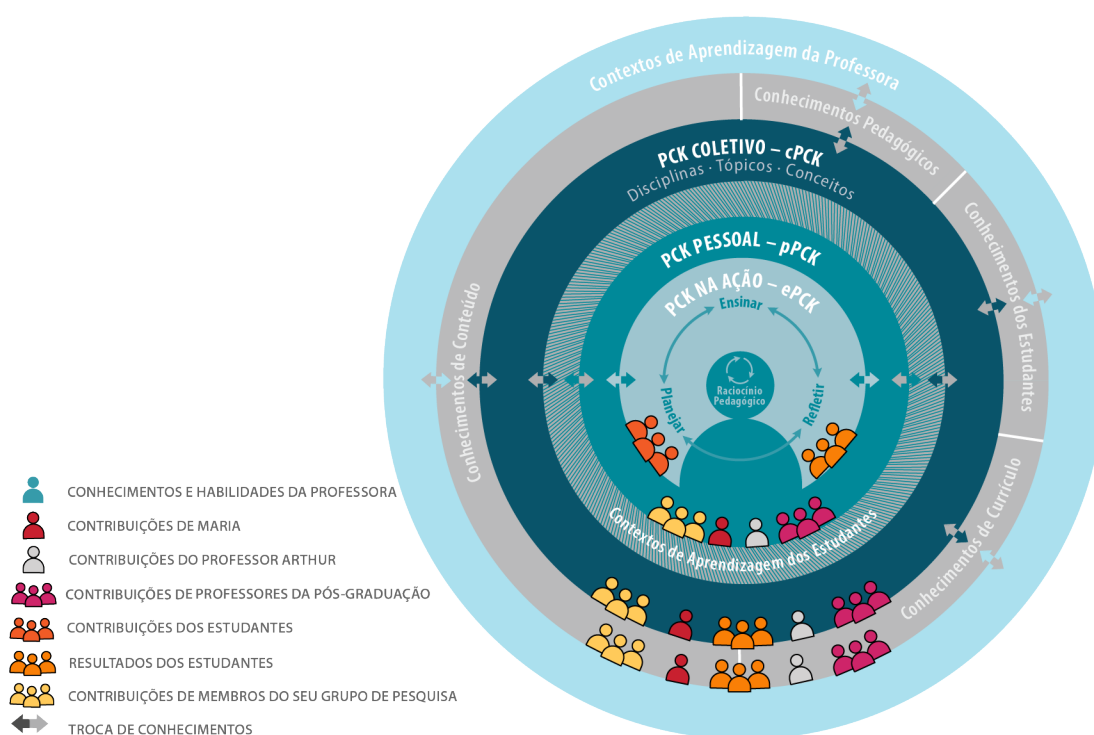 Contextos de Aprendizagem da Professora
Conhecimentos Pedagógicos
Conhecimentos dos Estudantes
Conhecimentos de Currículo
Conhecimentos de Conteúdo
PCK COLETIVO – cPCK
Disciplinas · Tópicos · Conceitos
PCK PESSOAL – pPCK
PCK NA AÇÃO – ePCK
Ensinar
Refletir
Planejar
Raciocínio
Pedagógico
Contextos de Aprendizagem dos Estudantes
CONHECIMENTOS E HABILIDADES DA PROFESSORA
CONTRIBUIÇÕES DE MARIA
CONTRIBUIÇÕES DO PROFESSOR ARTHUR
CONTRIBUIÇÕES DE PROFESSORES DA PÓS-GRADUAÇÃO
CONTRIBUIÇÕES DOS ESTUDANTES
RESULTADOS DOS ESTUDANTES
CONTRIBUIÇÕES DE MEMBROS DO SEU GRUPO DE PESQUISA
TROCA DE CONHECIMENTOS